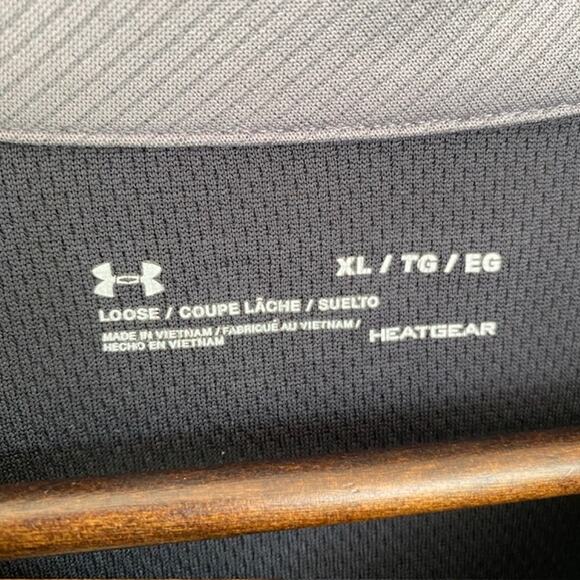 XL / TG / EG
LOOSE / COUPE LÂCHE / SUELTO
MADE IN VIETNAM / FABRIQUÉ AU VIETNAM /
HECHO EN VIETNAM
HEATGEAR